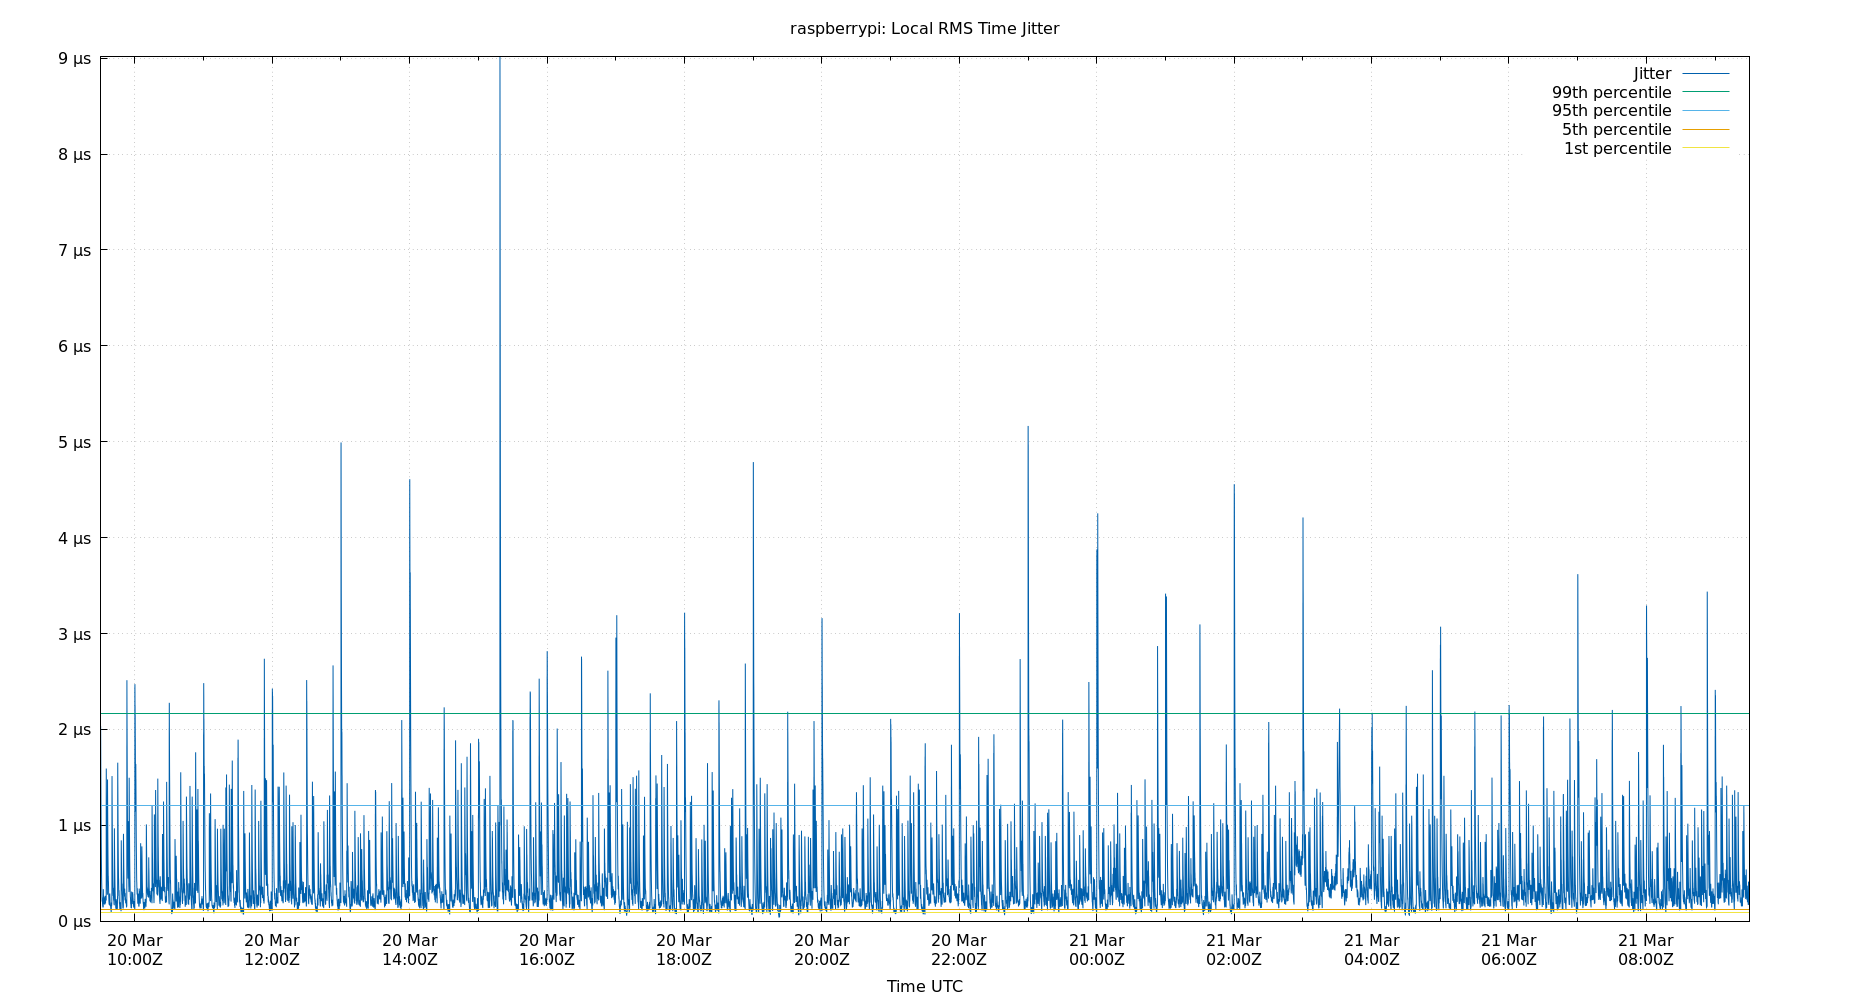 raspberrypi: Local RMS Time Jitter
9 µs
8 µs
7 µs
6 µs
5 µs
4 µs
3 µs
2 µs
1 µs
0 µs
Jitter
99th percentile
95th percentile
5th percentile
1st percentile
20 Mar 20 Mar 20 Mar 20 Mar 20 Mar 20 Mar 20 Mar 21 Mar 21 Mar 21 Mar 21 Mar 21 Mar
10:00Z 12:00Z 14:00Z 16:00Z 18:00Z 20:00Z 22:00Z 00:00Z 02:00Z 04:00Z 06:00Z 08:00Z
Time UTC